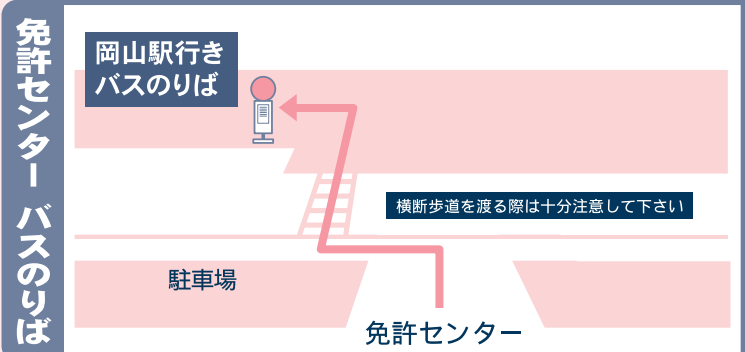 免許センター バスのりば
岡山駅行き
バスのりば
横断歩道を渡る際は十分注意して下さい
駐車場
免許センター